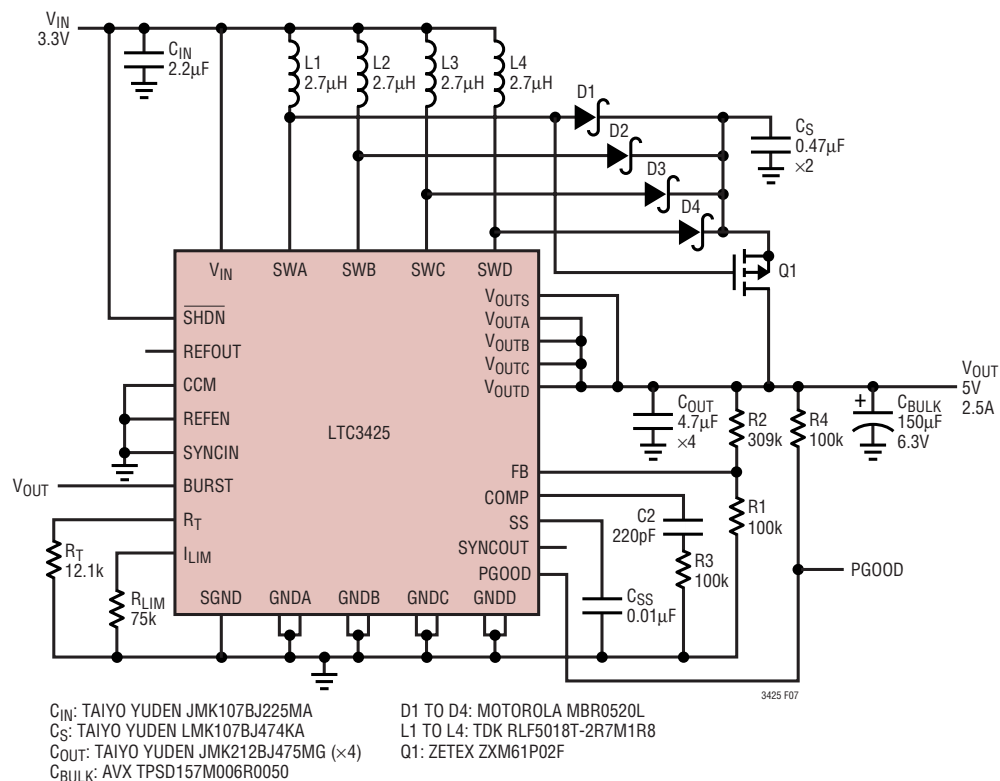 VIN
3.3V
CIN
2.2µF
L1
2.7µH
L2
2.7µH
L3
2.7µH
L4
2.7µH
D1
D2
D3
D4
CS
0.47µF
×2
Q1
VIN
SWA
SWB
SWC
SWD
SHDN
REFOUT
CCM
REFEN
SYNCIN
BURST
RT
ILIM
LTC3425
VOUTS
VOUTA
VOUTB
VOUTC
VOUTD
FB
COMP
SS
SYNCOUT
PGOOD
SGND
GNDA
GNDB
GNDC
GNDD
VOUT
RT
12.1k
RLIM
75k
COUT
4.7µF
×4
R2
309k
R4
100k
CBULK
150µF
6.3V
VOUT
5V
2.5A
R1
100k
C2
220pF
R3
100k
CSS
0.01µF
PGOOD
3425 F07
CIN: TAIYO YUDEN JMK107BJ225MA
CS: TAIYO YUDEN LMK107BJ474KA
COUT: TAIYO YUDEN JMK212BJ475MG (×4)
CBULK: AVX TPSD157M006R0050
D1 TO D4: MOTOROLA MBR0520L
L1 TO L4: TDK RLF5018T-2R7M1R8
Q1: ZETEX ZXM61P02F
+